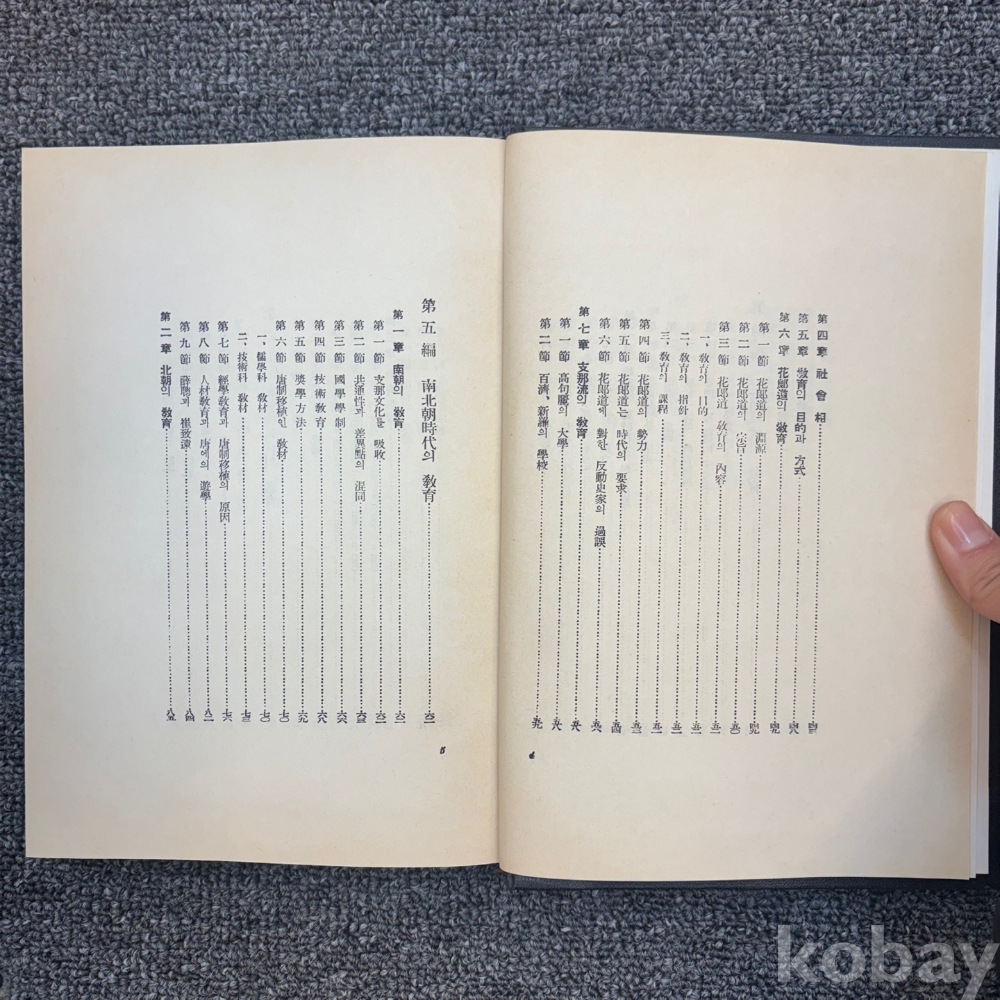 第四章 社會相
第五章 敎育의 目的과 方式
第六章 花郎道의 敎育
第一節 花郎道의 淵源
第二節 花郎道의 宗旨
第三節 花郎道 敎育의 內容
一、敎育의 目的
二、敎育의
三、敎育의 課程
第四節 花郎道의 勢力
第五節 花郎道는 時代의 要求
第六節 花郎道에 對한 反動史家의 過誤
第七章 支那流의 敎育
第一節 高句麗의 大學
第二節 百濟、新羅의 學校
4
第五編 南北朝時代의 敎育
第一章 南朝의 敎育
第一節 支那文化를 吸收
第二節 共通性과 差異點의 混同
第三節 國學學制
第四節 技術敎育
第五節 奬學方法
第六節 唐制移植인 敎材
一、儒學科 敎材
二、技術科 敎材
第七節 經學敎育과 唐制移植의 原因
第八節 人材敎育과 唐에의 遊學
第九節 薛聰과 崔致遠
第二章 北朝의 敎育
5
kobay